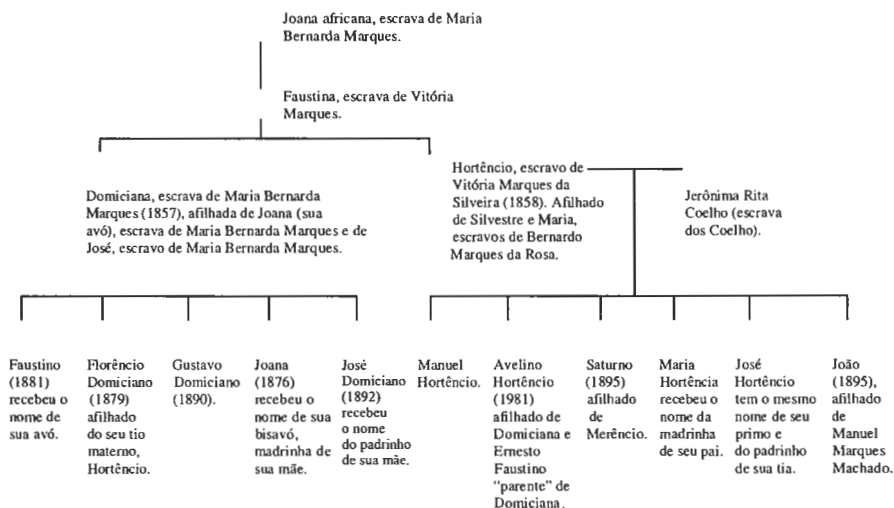 Joana africana, escrava de Maria
Bernarda Marques.
Faustina, escrava de Vitória
Marques.
Domiciana, escrava de Maria Bernarda
Marques (1857), afilhada de Joana (sua
avó), escrava de Maria Bernarda Marques e de
José, escravo de Maria Bernarda Marques.
Hortêncio, escravo de
Vitória Marques da
Silveira (1858). Afilhado
de Silvestre e Maria,
escravos de Bernardo
Marques da Rosa.
Jerônima Rita
Coelho (escrava
dos Coelho).
Faustino
(1881)
recebeu o
nome de
sua avó.
Florêncio
Domiciano
(1879)
afilhado
do seu tio
materno,
Hortêncio.
Gustavo
Domiciano
(1890).
Joana
(1876)
recebeu o
nome de sua
bisavó,
madrinha de
sua mãe.
José
Domiciano
(1892)
recebeu
o nome
do padrinho
de sua mãe.
Manuel
Hortêncio.
Avelino
Hortêncio
(1981)
afilhado de
Domiciana e
Ernesto
Faustino
“parente” de
Domiciana.
Saturno
(1895)
afilhado
de
Merêncio.
Maria
Hortência
recebeu o
nome da
madrinha
de seu pai.
José
Hortêncio
tem o mesmo
nome de seu
primo e
do padrinho
de sua tia.
João
(1895),
afilhado
de
Manuel
Marques
Machado.